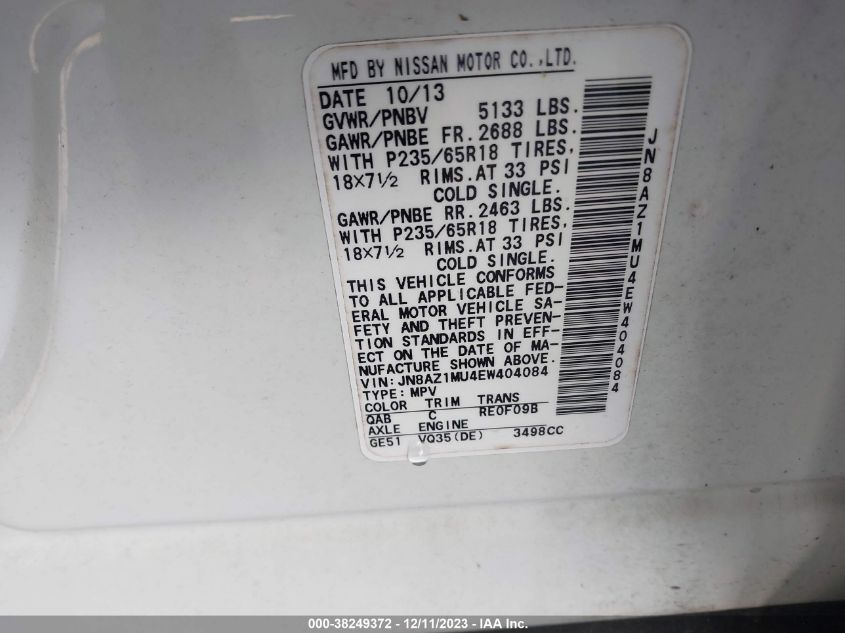 MFD BY NISSAN MOTOR CO.,LTD.
DATE 10/13
GVWR/PNBV 5133 LBS.
GAWR/PNBE FR. 2688 LBS.
WITH P235/65R18 TIRES,
18X7½ RIMS. AT 33 PSI
COLD SINGLE.
GAWR/PNBE RR. 2463 LBS.
WITH P235/65R18 TIRES,
18X7½ RIMS. AT 33 PSI
COLD SINGLE.
THIS VEHICLE CONFORMS
TO ALL APPLICABLE FED-
ERAL MOTOR VEHICLE SA-
FETY AND THEFT PREVEN-
TION STANDARDS IN EFF-
ECT ON THE DATE OF MA-
NUFACTURE SHOWN ABOVE.
VIN: JN8AZ1MU4EW404084
TYPE: MPV
COLOR TRIM TRANS
QAB C RE0F09B
AXLE ENGINE
GE51 VQ35(DE) 3498CC
JN8AZ1MU4EW404084
000-38249372 - 12/11/2023 - IAAI Inc.